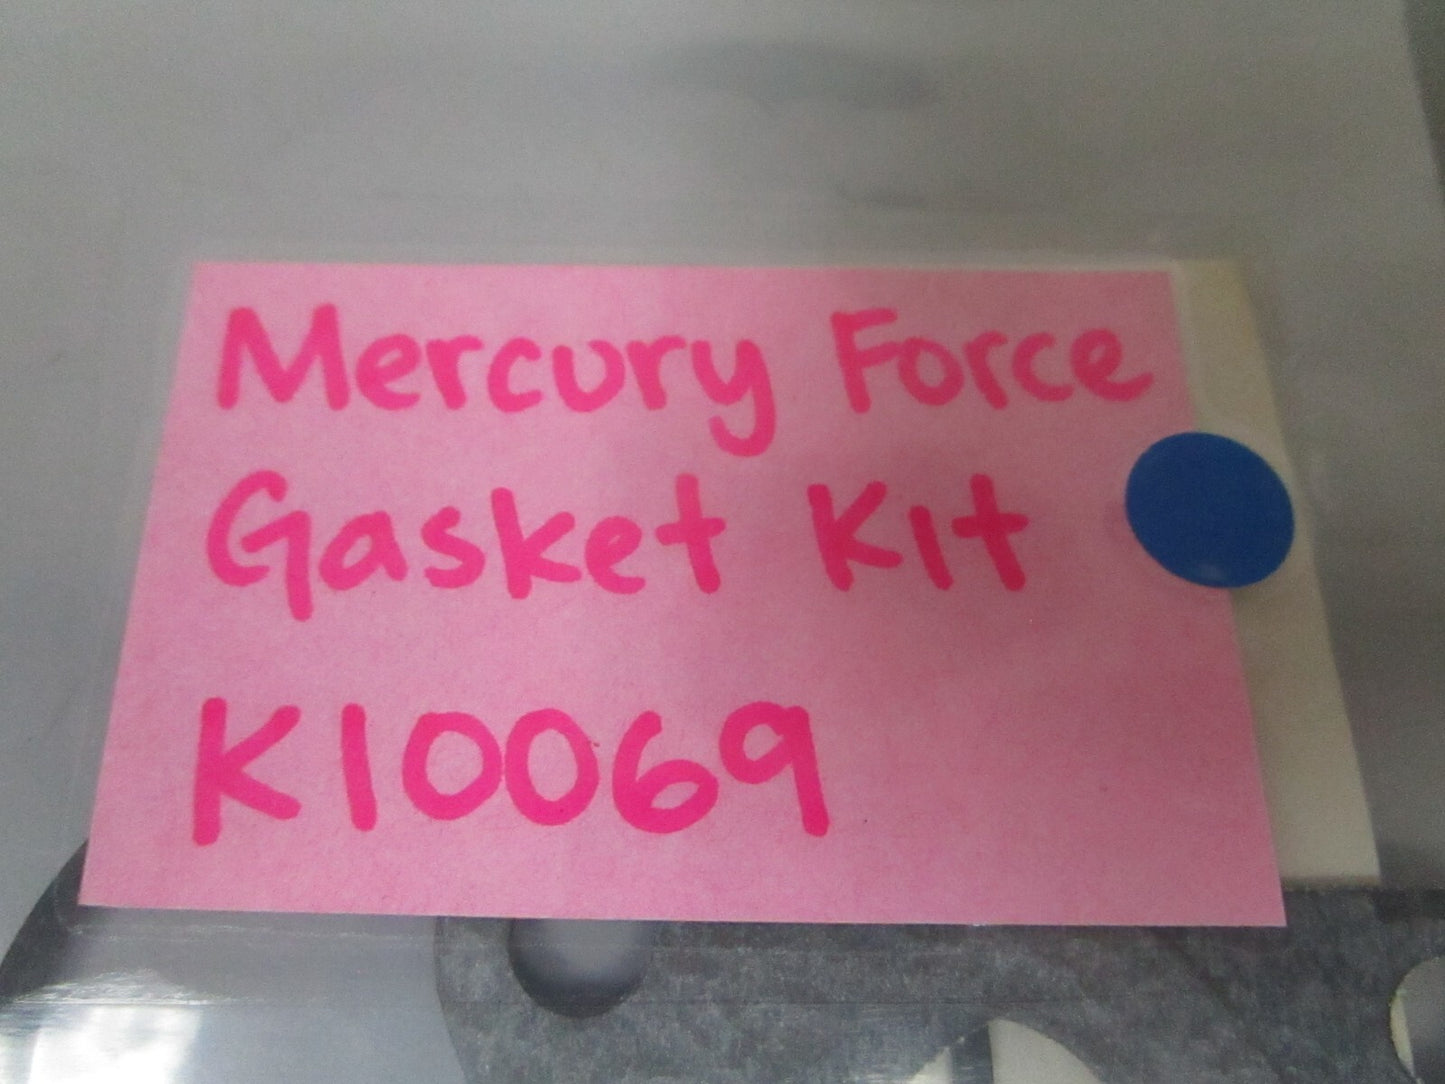 Mercury Force
Gasket Kit
K10069